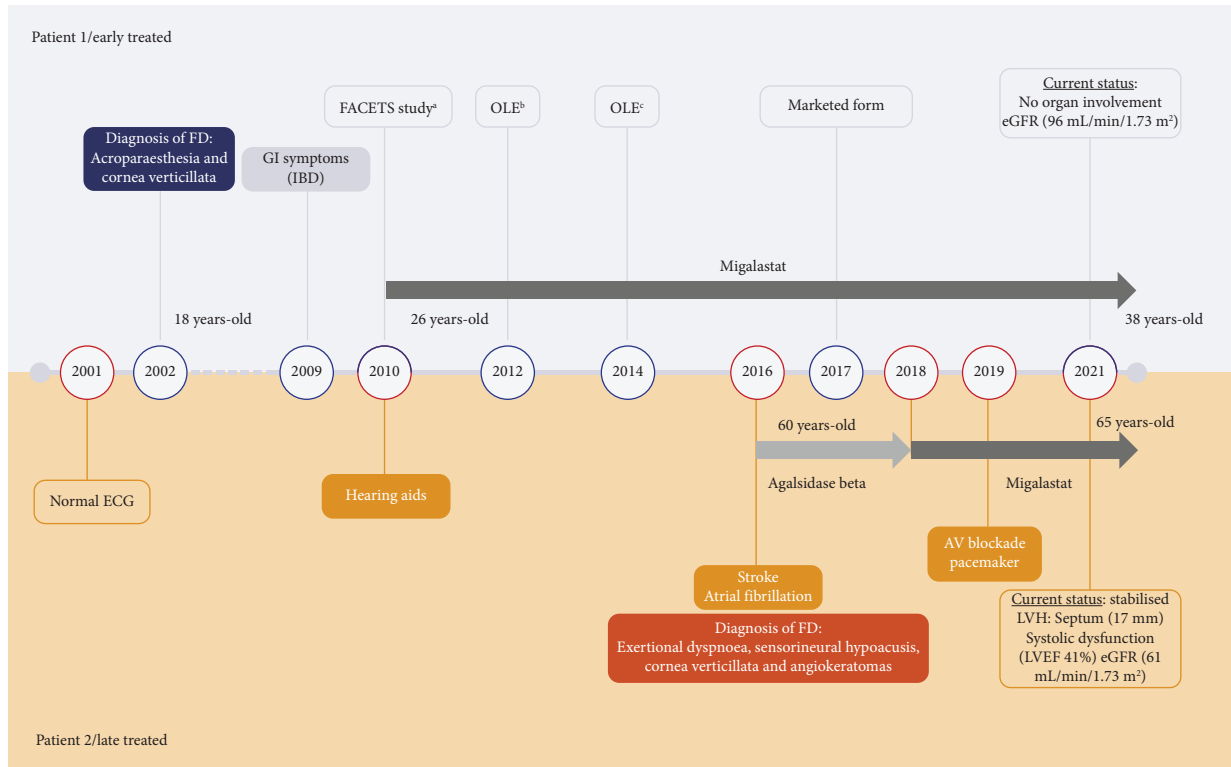 Patient 1/early treated
FACETS studyᵃ
OLEᵇ
OLEᶜ
Marketed form
Current status:
No organ involvement
eGFR (96 mL/min/1.73 m²)
Diagnosis of FD:
Acroparaesthesia and
cornea verticillata
GI symptoms
(IBD)
Migalastat
18 years-old
26 years-old
38 years-old
2001
2002
2009
2010
2012
2014
2016
2017
2018
2019
2021
60 years-old
65 years-old
Agalsidase beta
Migalastat
Normal ECG
Hearing aids
AV blockade
pacemaker
Stroke
Atrial fibrillation
Diagnosis of FD:
Exertional dyspnoea, sensorineural hypoacusis,
cornea verticillata and angiokeratomas
Current status: stabilised
LVH: Septum (17 mm)
Systolic dysfunction
(LVEF 41%) eGFR (61
mL/min/1.73 m²)
Patient 2/late treated